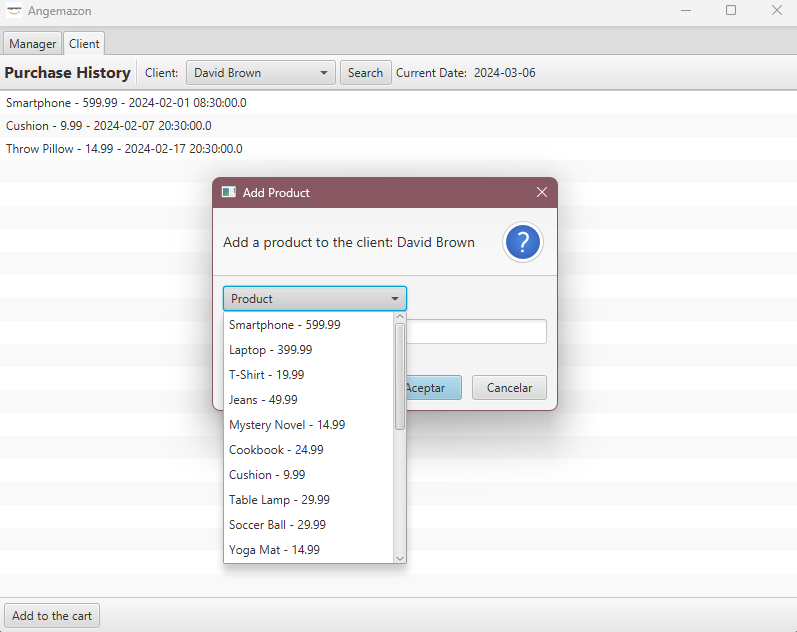 Angemazon
Manager Client
Purchase History Client: David Brown Search Current Date: 2024-03-06
Smartphone - 599.99 - 2024-02-01 08:30:00.0
Cushion - 9.99 - 2024-02-07 20:30:00.0
Throw Pillow - 14.99 - 2024-02-17 20:30:00.0
Add Product
Add a product to the client: David Brown
?
Product
Smartphone - 599.99
Laptop - 399.99
T-Shirt - 19.99
Jeans - 49.99
Mystery Novel - 14.99
Cookbook - 24.99
Cushion - 9.99
Table Lamp - 29.99
Soccer Ball - 29.99
Yoga Mat - 14.99
Aceptar Cancelar
Add to the cart